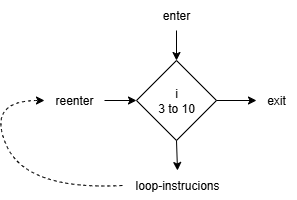 enter
i
3 to 10
reenter
exit
loop-instrucions